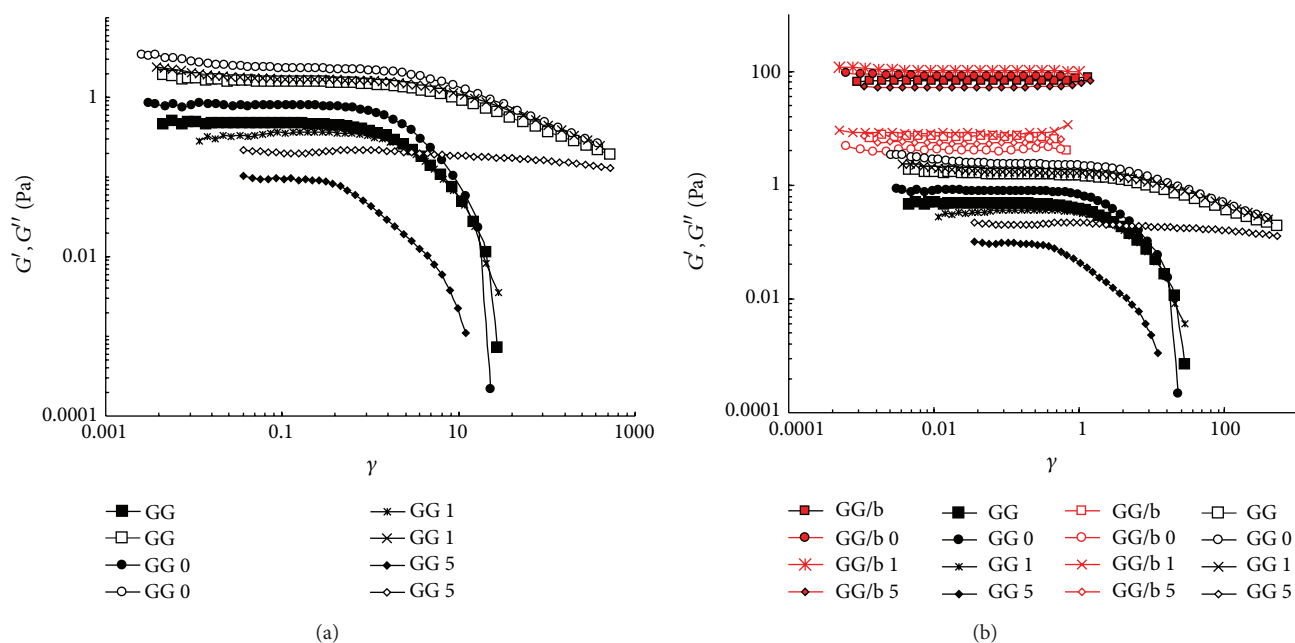 G′, G″ (Pa)
1
0.01
0.0001
0.001
0.1
10
1000
γ
GG
GG
GG 0
GG 0
GG 1
GG 1
GG 5
GG 5
(a)
G′, G″ (Pa)
100
1
0.01
0.0001
0.0001
0.01
1
100
γ
GG/b
GG/b 0
GG/b 1
GG/b 5
GG
GG 0
GG 1
GG 5
GG/b
GG/b 0
GG/b 1
GG/b 5
GG
GG 0
GG 1
GG 5
(b)